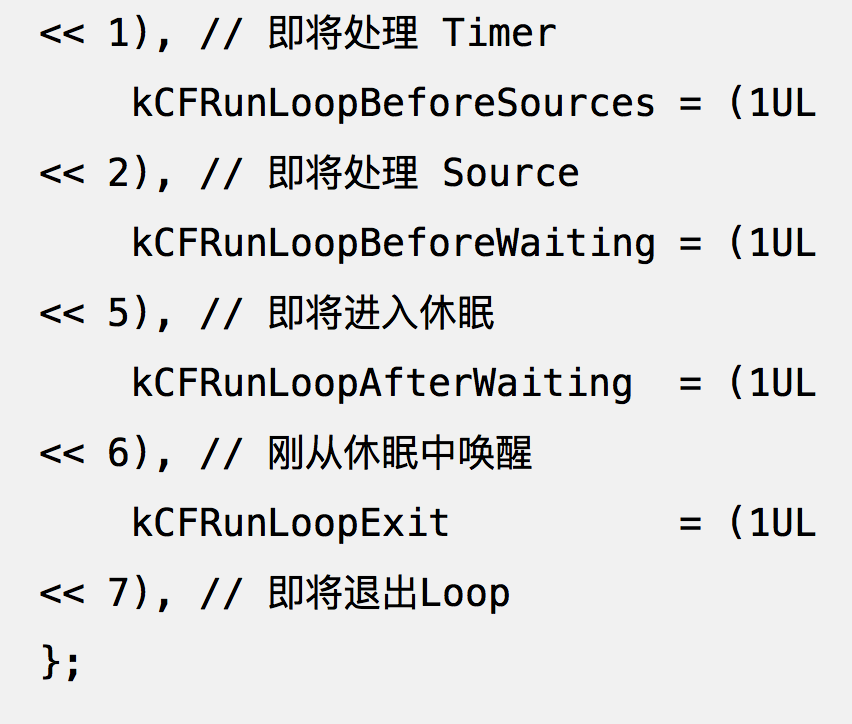 << 1), // 即将处理 Timer
    kCFRunLoopBeforeSources = (1UL
<< 2), // 即将处理 Source
    kCFRunLoopBeforeWaiting = (1UL
<< 5), // 即将进入休眠
    kCFRunLoopAfterWaiting  = (1UL
<< 6), // 刚从休眠中唤醒
    kCFRunLoopExit          = (1UL
<< 7), // 即将退出Loop
};